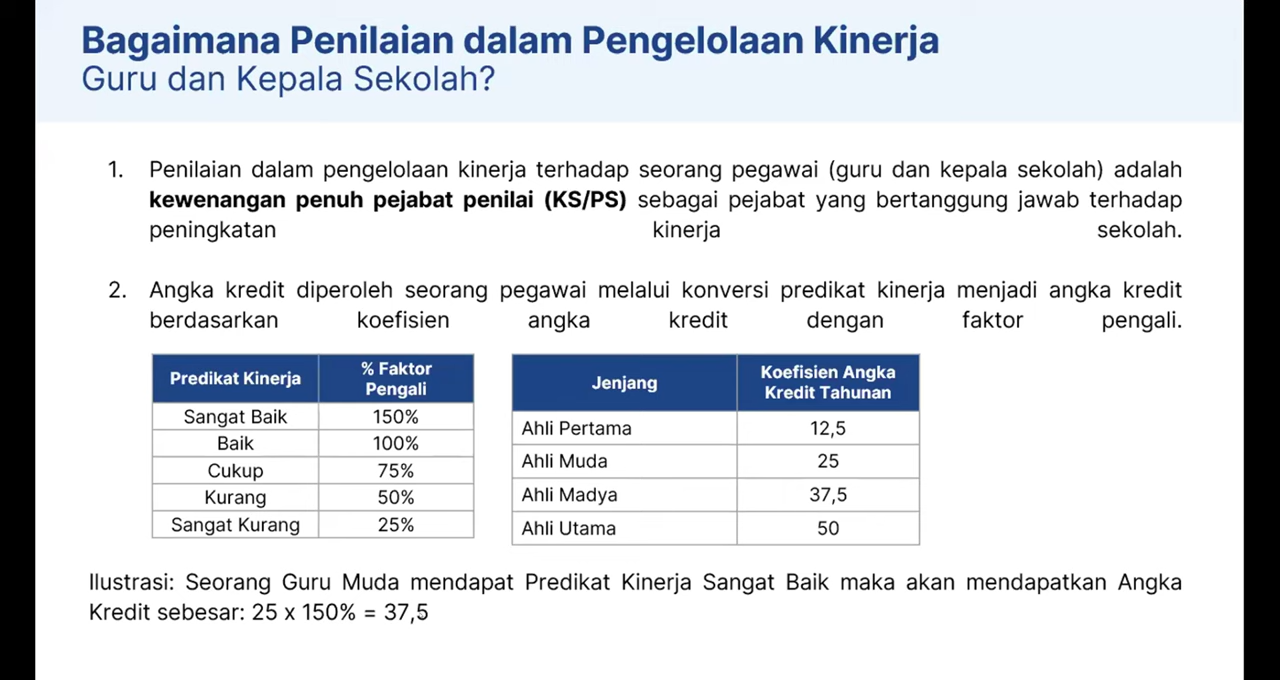 Bagaimana Penilaian dalam Pengelolaan Kinerja
Guru dan Kepala Sekolah?
1. Penilaian dalam pengelolaan kinerja terhadap seorang pegawai (guru dan kepala sekolah) adalah
kewenangan penuh pejabat penilai (KS/PS) sebagai pejabat yang bertanggung jawab terhadap
peningkatan kinerja sekolah.
2. Angka kredit diperoleh seorang pegawai melalui konversi predikat kinerja menjadi angka kredit
berdasarkan koefisien angka kredit dengan faktor pengali.
Predikat Kinerja % Faktor Pengali
Sangat Baik 150%
Baik 100%
Cukup 75%
Kurang 50%
Sangat Kurang 25%
Jenjang Koefisien Angka Kredit Tahunan
Ahli Pertama 12,5
Ahli Muda 25
Ahli Madya 37,5
Ahli Utama 50
Ilustrasi: Seorang Guru Muda mendapat Predikat Kinerja Sangat Baik maka akan mendapatkan Angka
Kredit sebesar: 25 x 150% = 37,5